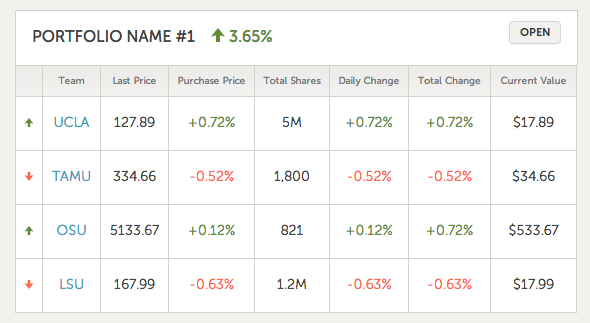 PORTFOLIO NAME #1 3.65% OPEN
Team Last Price Purchase Price Total Shares Daily Change Total Change Current Value
UCLA 127.89 +0.72% 5M +0.72% +0.72% $17.89
TAMU 334.66 -0.52% 1,800 -0.52% -0.52% $34.66
OSU 5133.67 +0.12% 821 +0.12% +0.72% $533.67
LSU 167.99 -0.63% 1.2M -0.63% -0.63% $17.99